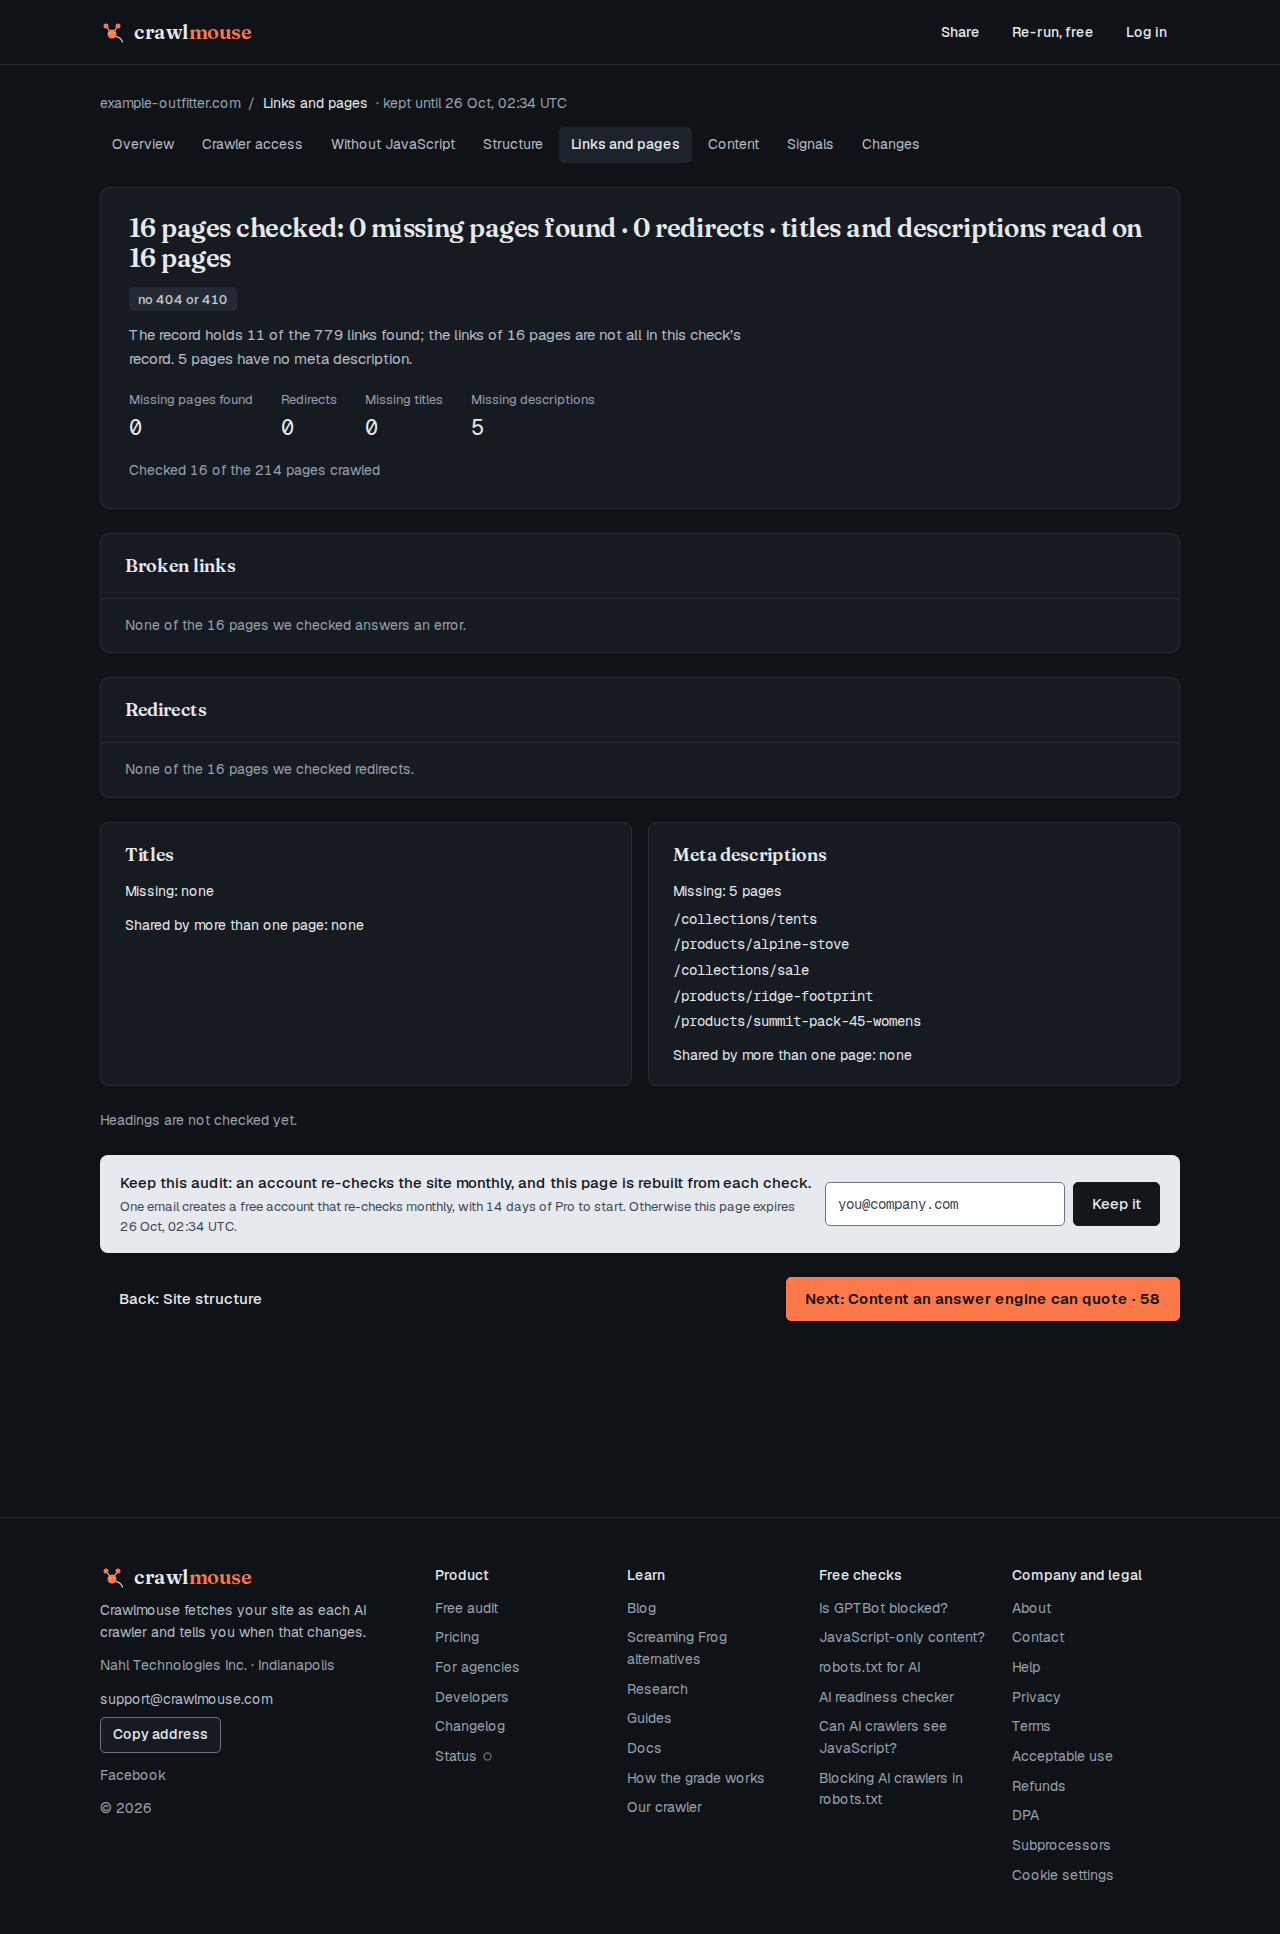 crawlmouse
Share
Re-run, free
Log in
example-outfitter.com / Links and pages · kept until 26 Oct, 02:34 UTC
Overview
Crawler access
Without JavaScript
Structure
Links and pages
Content
Signals
Changes
16 pages checked: 0 missing pages found · 0 redirects · titles and descriptions read on
16 pages
no 404 or 410
The record holds 11 of the 779 links found; the links of 16 pages are not all in this check's
record. 5 pages have no meta description.
Missing pages found
0
Redirects
0
Missing titles
0
Missing descriptions
5
Checked 16 of the 214 pages crawled
Broken links
None of the 16 pages we checked answers an error.
Redirects
None of the 16 pages we checked redirects.
Titles
Missing: none
Shared by more than one page: none
Meta descriptions
Missing: 5 pages
/collections/tents
/products/alpine-stove
/collections/sale
/products/ridge-footprint
/products/summit-pack-45-womens
Shared by more than one page: none
Headings are not checked yet.
Keep this audit: an account re-checks the site monthly, and this page is rebuilt from each check.
One email creates a free account that re-checks monthly, with 14 days of Pro to start. Otherwise this page expires
26 Oct, 02:34 UTC.
you@company.com
Keep it
Back: Site structure
Next: Content an answer engine can quote · 58
crawlmouse
Crawlmouse fetches your site as each AI
crawler and tells you when that changes.
Nahl Technologies Inc. · Indianapolis
support@crawlmouse.com
Copy address
Facebook
© 2026
Product
Free audit
Pricing
For agencies
Developers
Changelog
Status
Learn
Blog
Screaming Frog
alternatives
Research
Guides
Docs
How the grade works
Our crawler
Free checks
Is GPTBot blocked?
JavaScript-only content?
robots.txt for AI
AI readiness checker
Can AI crawlers see
JavaScript?
Blocking AI crawlers in
robots.txt
Company and legal
About
Contact
Help
Privacy
Terms
Acceptable use
Refunds
DPA
Subprocessors
Cookie settings